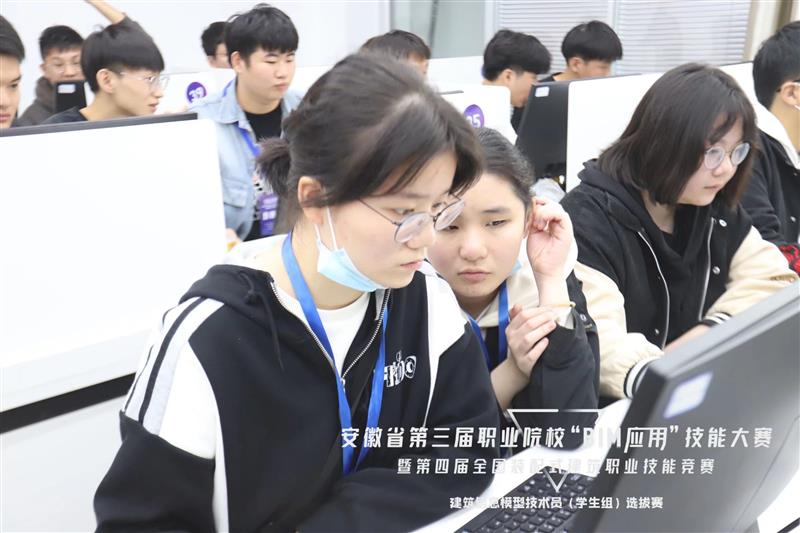 37
35
安徽省第三届职业院校“BIM应用”技能大赛
暨第四届全国装配式建筑职业技能竞赛
建筑信息模型技术员（学生组）选拔赛